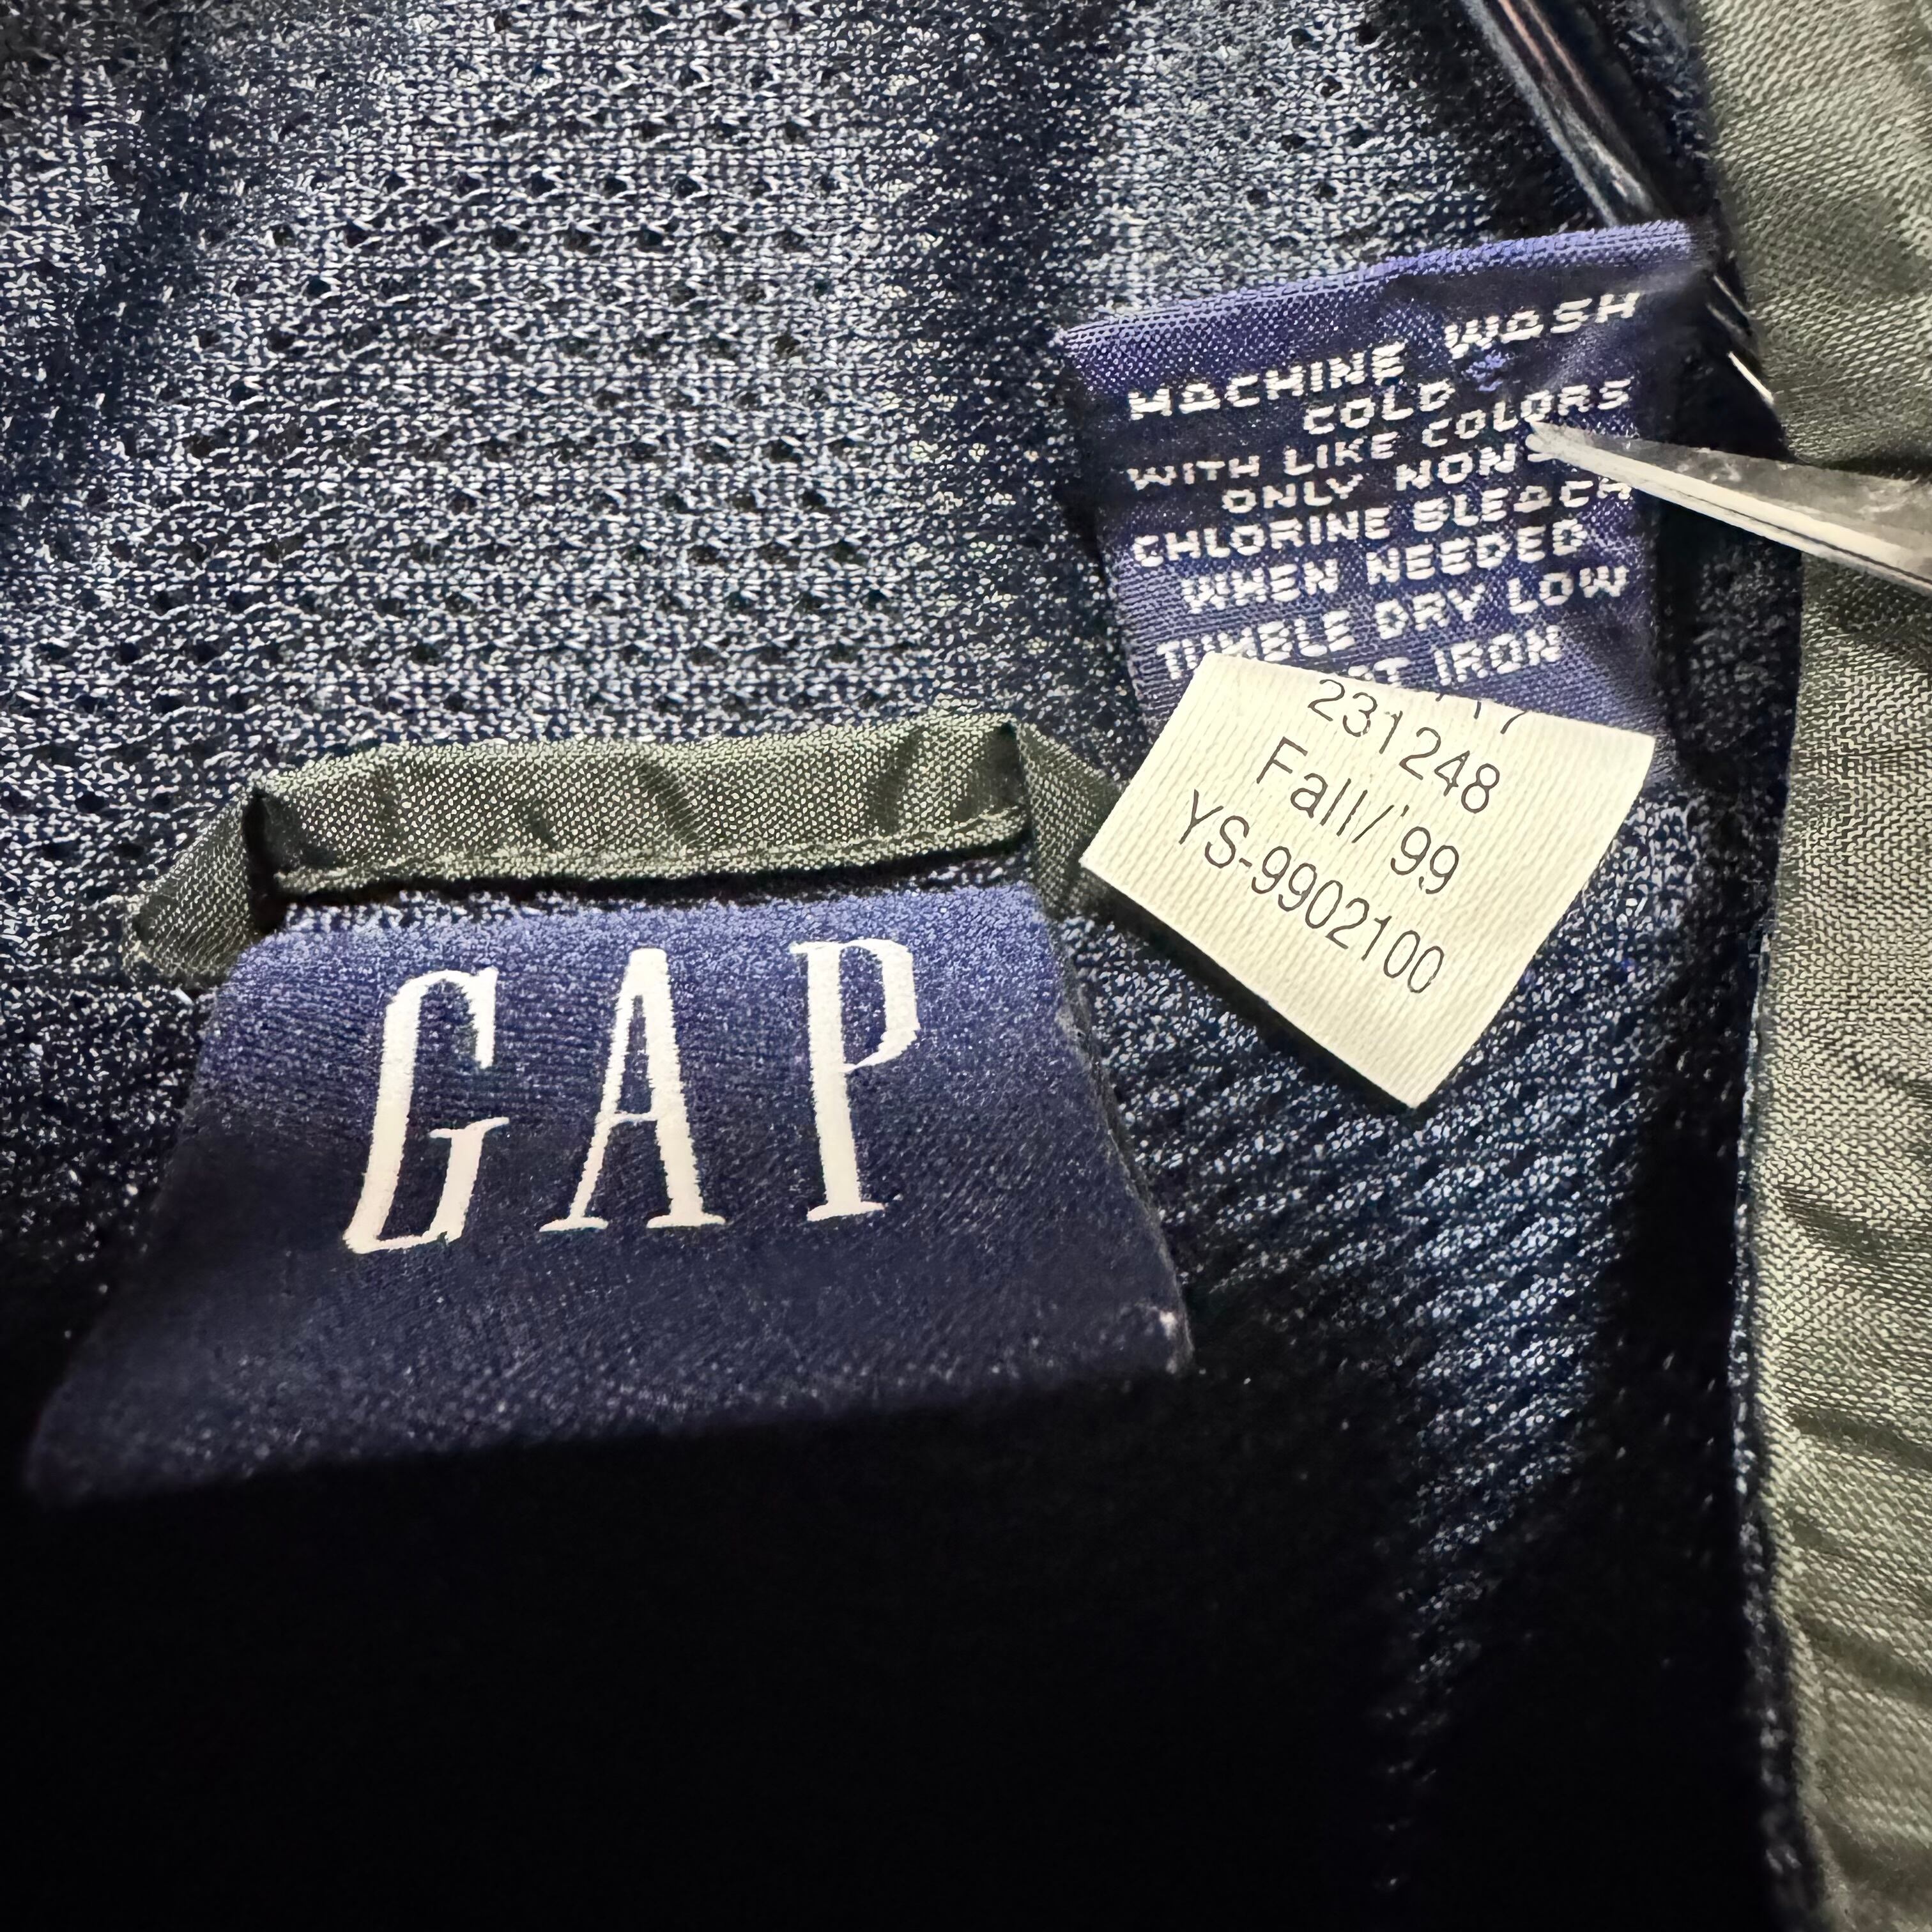 MACHINE WASH
COLD
WITH LIKE COLORS
ONLY NON-
CHLORINE BLEACH
WHEN NEEDED
TUMBLE DRY LOW
IRON
231248
Fall/'99
YS-9902100
GAP